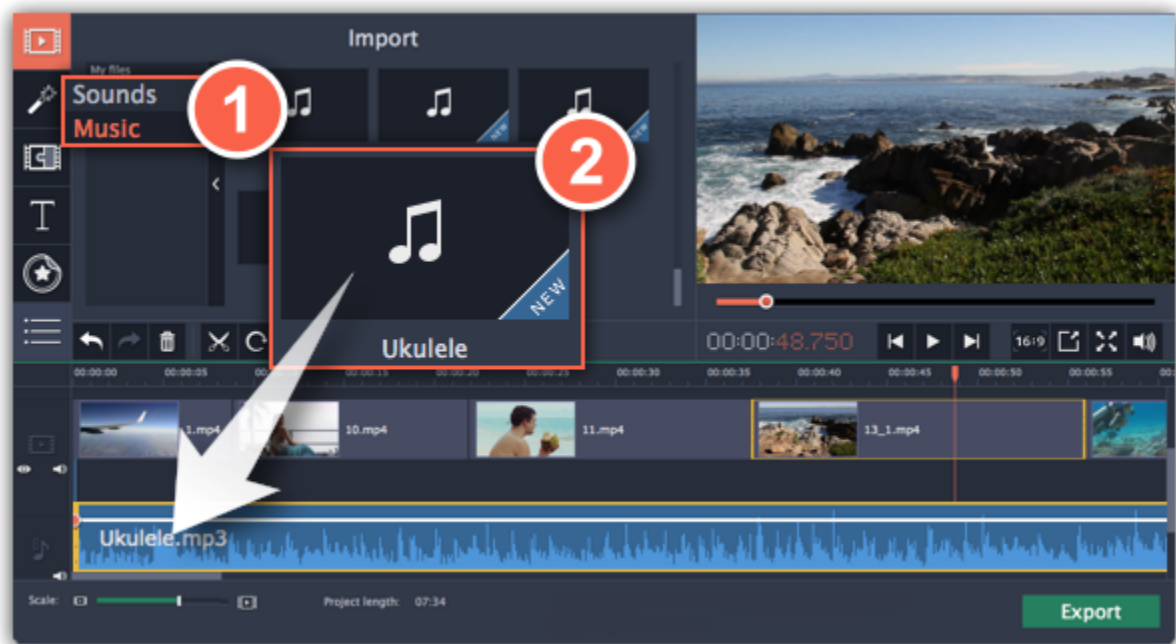 Import
My files
Sounds
Music
1
NEW
NEW
2
T
NEW
Ukulele
00:00:48.750
16:9
00:00:00 00:00:05 00:00:15 00:00:20 00:00:25 00:00:30 00:00:35 00:00:40 00:00:45 00:00:50 00:00:55
1.mp4 10.mp4 11.mp4 13_1.mp4
Ukulele.mp3
Scale: Project length: 07:34
Export